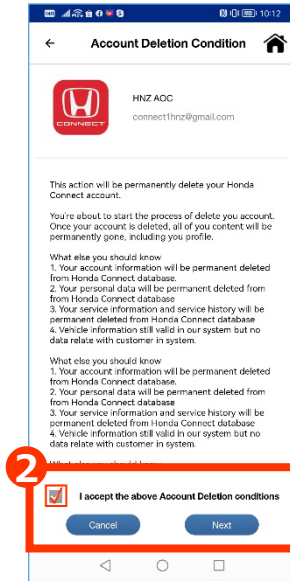 10:12
Account Deletion Condition
CONNECT
HNZ AOC
connect1hnz@gmail.com
This action will be permanently delete your Honda
Connect account.
You're about to start the process of delete you account.
Once your account is deleted, all of you content will be
permanently gone, including you profile.
What else you should know
1. Your account information will be permanent deleted
from Honda Connect database.
2. Your personal data will be permanent deleted from
from Honda Connect database
3. Your service information and service history will be
permanent deleted from Honda Connect database
4. Vehicle information still valid in our system but no
data relate with customer in system.
What else you should know
1. Your account information will be permanent deleted
from Honda Connect database.
2. Your personal data will be permanent deleted from
from Honda Connect database
3. Your service information and service history will be
permanent deleted from Honda Connect database
4. Vehicle information still valid in our system but no
data relate with customer in system.
2
I accept the above Account Deletion conditions
Cancel
Next